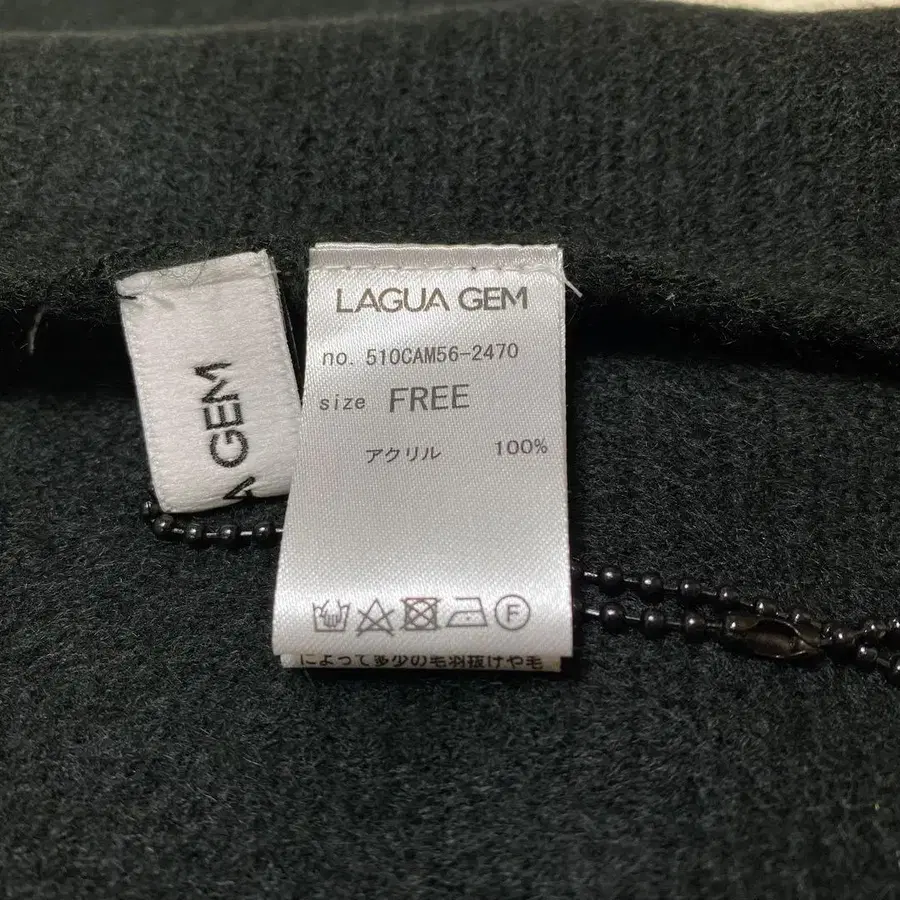 LAGUA GEM
no. 510CAM56-2470
size FREE
アクリル 100%
F
によって多少の毛羽抜けや毛
A GEM